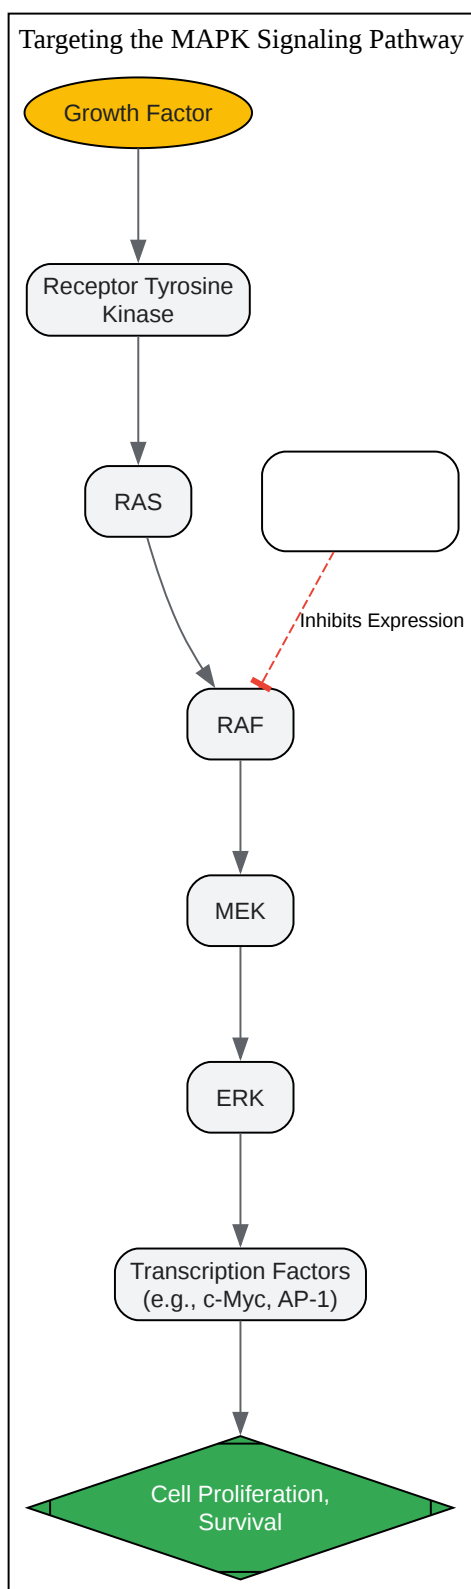 Targeting the MAPK Signaling Pathway
Growth Factor
Receptor Tyrosine
Kinase
RAS
Inhibits Expression
RAF
MEK
ERK
Transcription Factors
(e.g., c-Myc, AP-1)
Cell Proliferation,
Survival